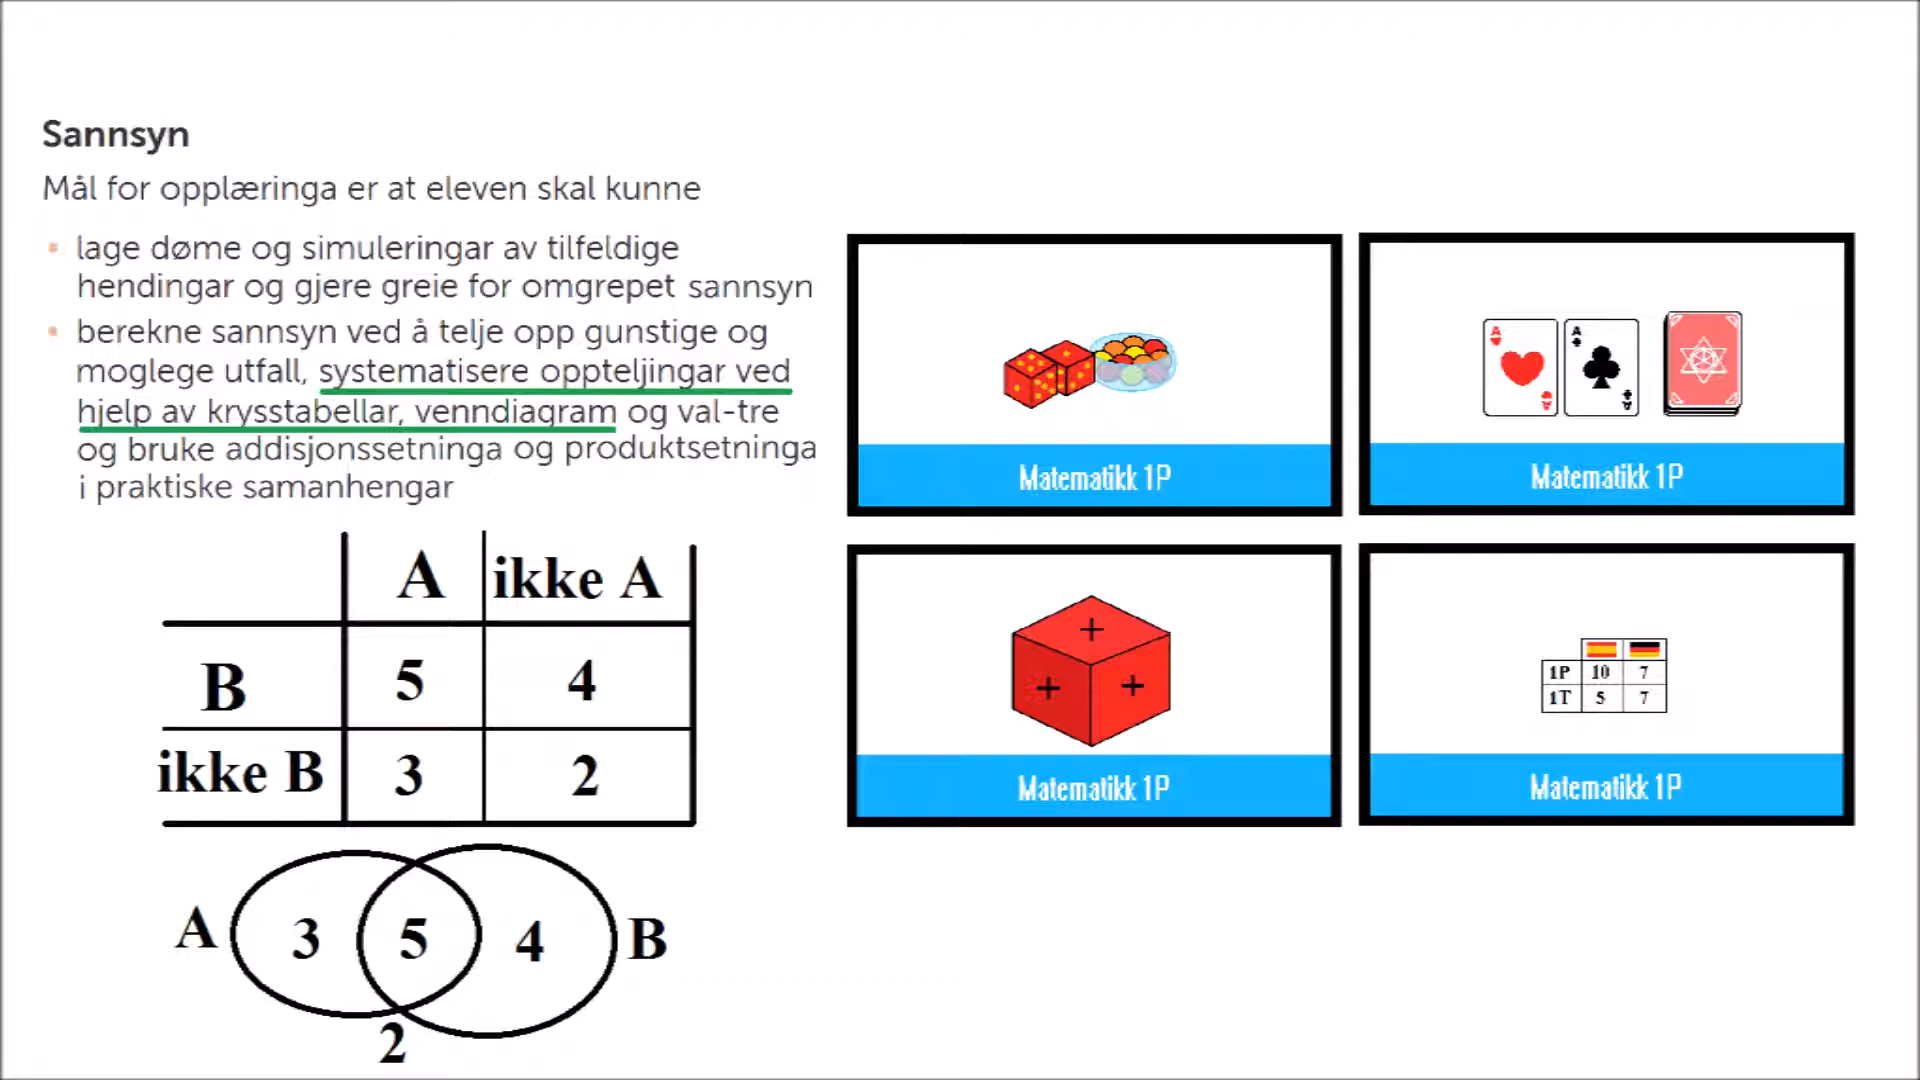 Sannsyn
Mål for opplæringa er at eleven skal kunne
• lage døme og simuleringar av tilfeldige
hendingar og gjere greie for omgrepet sannsyn
• berekne sannsyn ved å telje opp gunstige og
moglege utfall, systematisere oppteljingar ved
hjelp av krysstabellar, venndiagram og val-tre
og bruke addisjonssetninga og produktsetninga
i praktiske samanhengar
A ikke A
B 5 4
ikke B 3 2
A 3 5 4 B
2
Matematikk 1P
A A
A A
Matematikk 1P
+
+ +
Matematikk 1P
1P 10 7
1T 5 7
Matematikk 1P